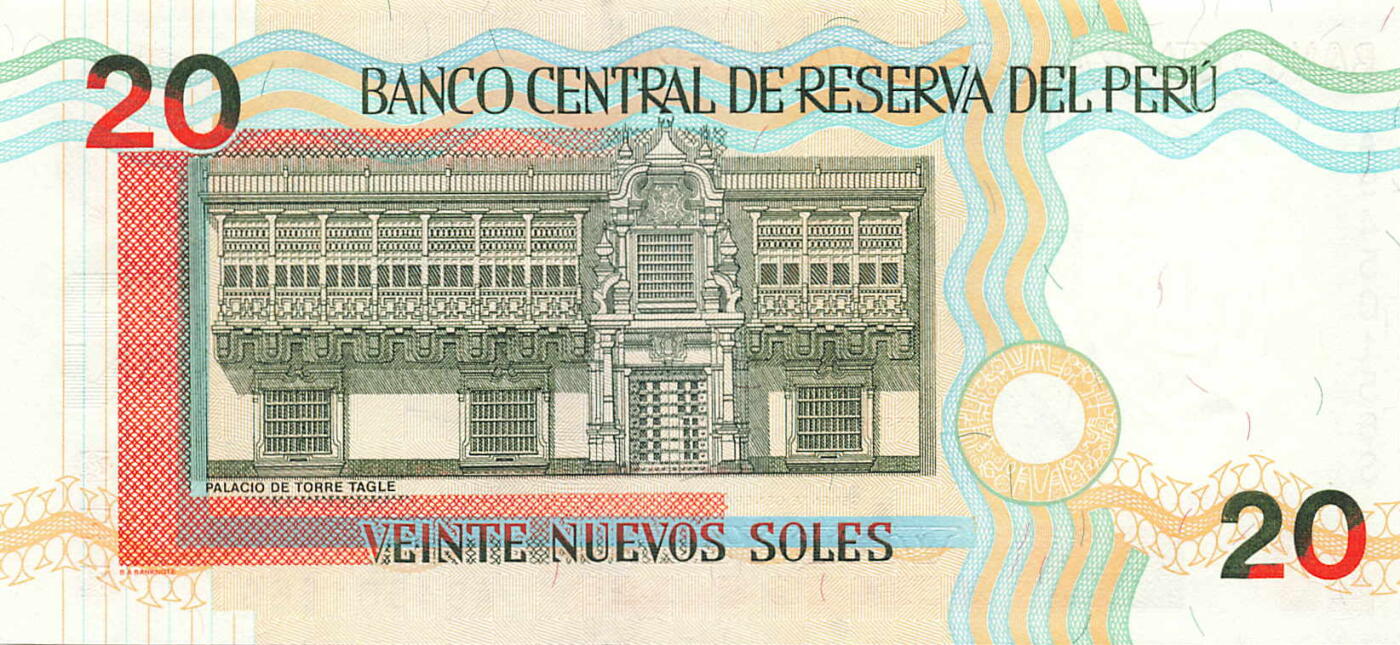 20
BANCO CENTRAL DE RESERVA DEL PERÚ
PALACIO DE TORRE TAGLE
VEINTE NUEVOS SOLES
20